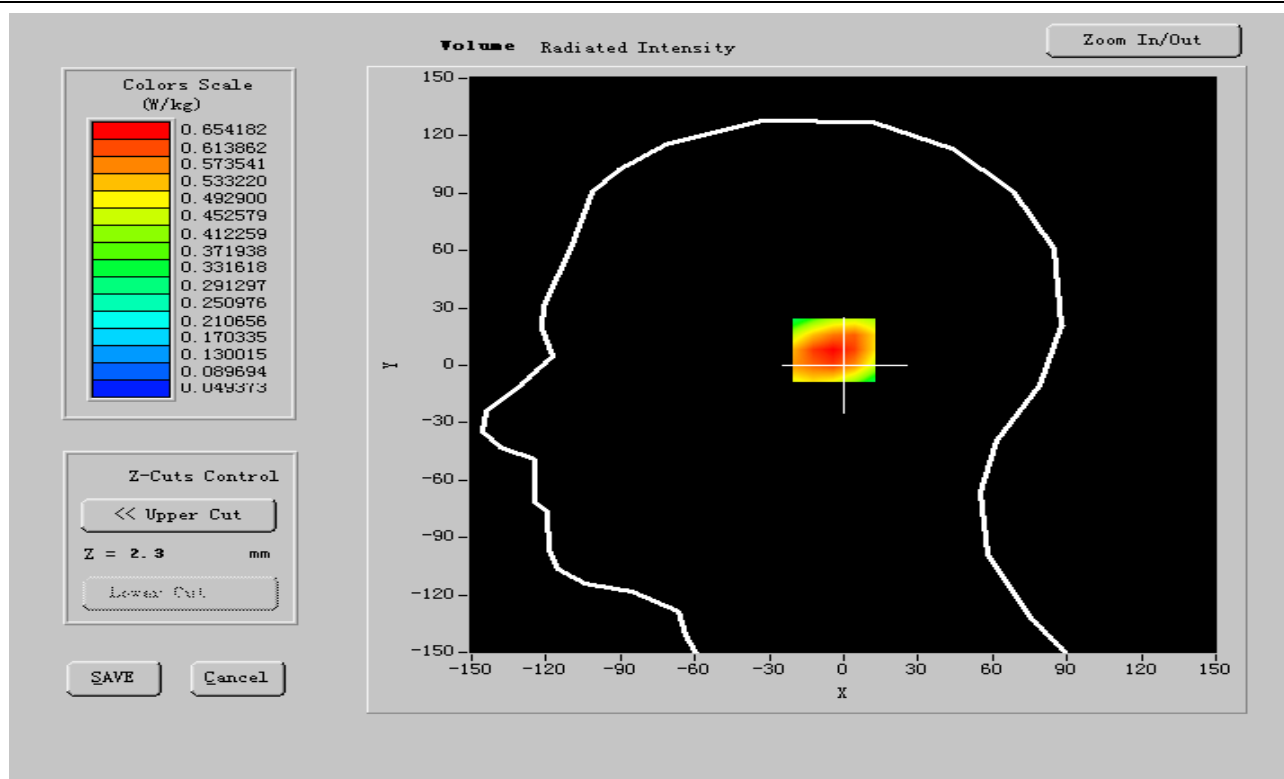 Volume Radiated Intensity
Zoom In/Out
Colors Scale
(W/kg)
0.654182
0.613862
0.573541
0.533220
0.492900
0.452579
0.412259
0.371938
0.331618
0.291297
0.250976
0.210656
0.170335
0.130015
0.089694
0.049373
Z-Cuts Control
<< Upper Cut
Z = 2.3 mm
Lower Cut
SAVE Cancel
150
120
90
60
30
0
-30
-60
-90
-120
-150
Y
-150 -120 -90 -60 -30 0 30 60 90 120 150
X